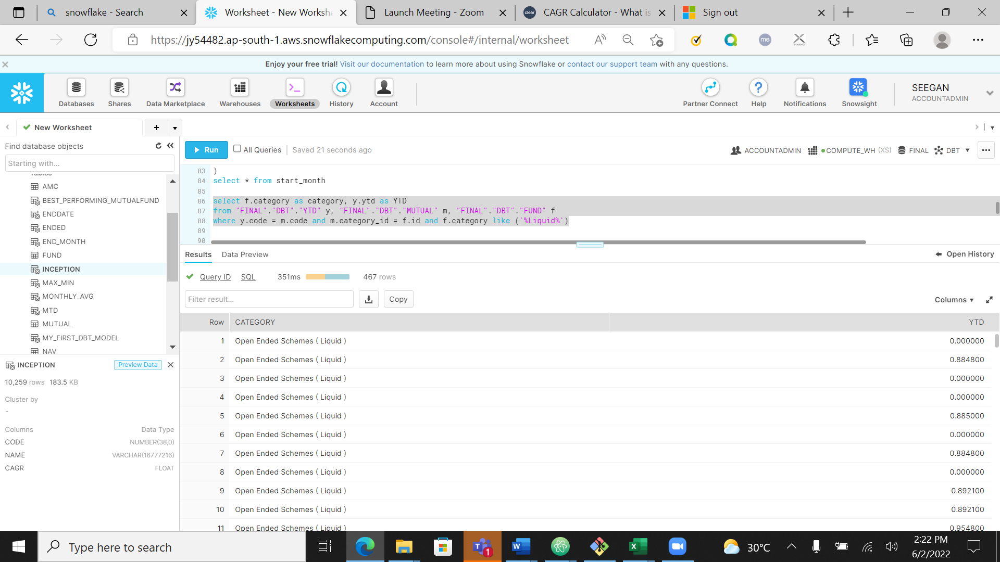 snowflake - Search
Worksheet - New Workshe
Launch Meeting - Zoom
CAGR Calculator - What is
Sign out
https://jy54482.ap-south-1.aws.snowflakecomputing.com/console#/internal/worksheet
me
Enjoy your free trial! Visit our documentation to learn more about using Snowflake or contact our support team with any questions.
Databases
Shares
Data Marketplace
Warehouses
Worksheets
History
Account
Partner Connect
Help
Notifications
Snowsight
SEEGAN
ACCOUNTADMIN
New Worksheet
Find database objects
Starting with...
Tables
AMC
BEST_PERFORMING_MUTUALFUND
ENDDATE
ENDED
END_MONTH
FUND
INCEPTION
MAX_MIN
MONTHLY_AVG
MTD
MUTUAL
MY_FIRST_DBT_MODEL
NAV
INCEPTION Preview Data
10,259 rows 183.5 KB
Cluster by
-
Columns Data Type
CODE NUMBER(38,0)
NAME VARCHAR(16777216)
CAGR FLOAT
Run All Queries Saved 21 seconds ago
ACCOUNTADMIN COMPUTE_WH (XS) FINAL DBT
83 )
84 select * from start_month
85
86 select f.category as category, y.ytd as YTD
87 from "FINAL"."DBT"."YTD" y, "FINAL"."DBT"."MUTUAL" m, "FINAL"."DBT"."FUND" f
88 where y.code = m.code and m.category_id = f.id and f.category like ('%Liquid%')
89
90
Results Data Preview Open History
Query ID SQL 351ms 467 rows
Filter result... Copy Columns
Row CATEGORY YTD
1 Open Ended Schemes ( Liquid ) 0.000000
2 Open Ended Schemes ( Liquid ) 0.884800
3 Open Ended Schemes ( Liquid ) 0.000000
4 Open Ended Schemes ( Liquid ) 0.000000
5 Open Ended Schemes ( Liquid ) 0.885000
6 Open Ended Schemes ( Liquid ) 0.000000
7 Open Ended Schemes ( Liquid ) 0.884800
8 Open Ended Schemes ( Liquid ) 0.000000
9 Open Ended Schemes ( Liquid ) 0.892100
10 Open Ended Schemes ( Liquid ) 0.892100
11 Open Ended Schemes ( Liquid ) 0.954800
Type here to search
1
30°C
2:22 PM
6/2/2022